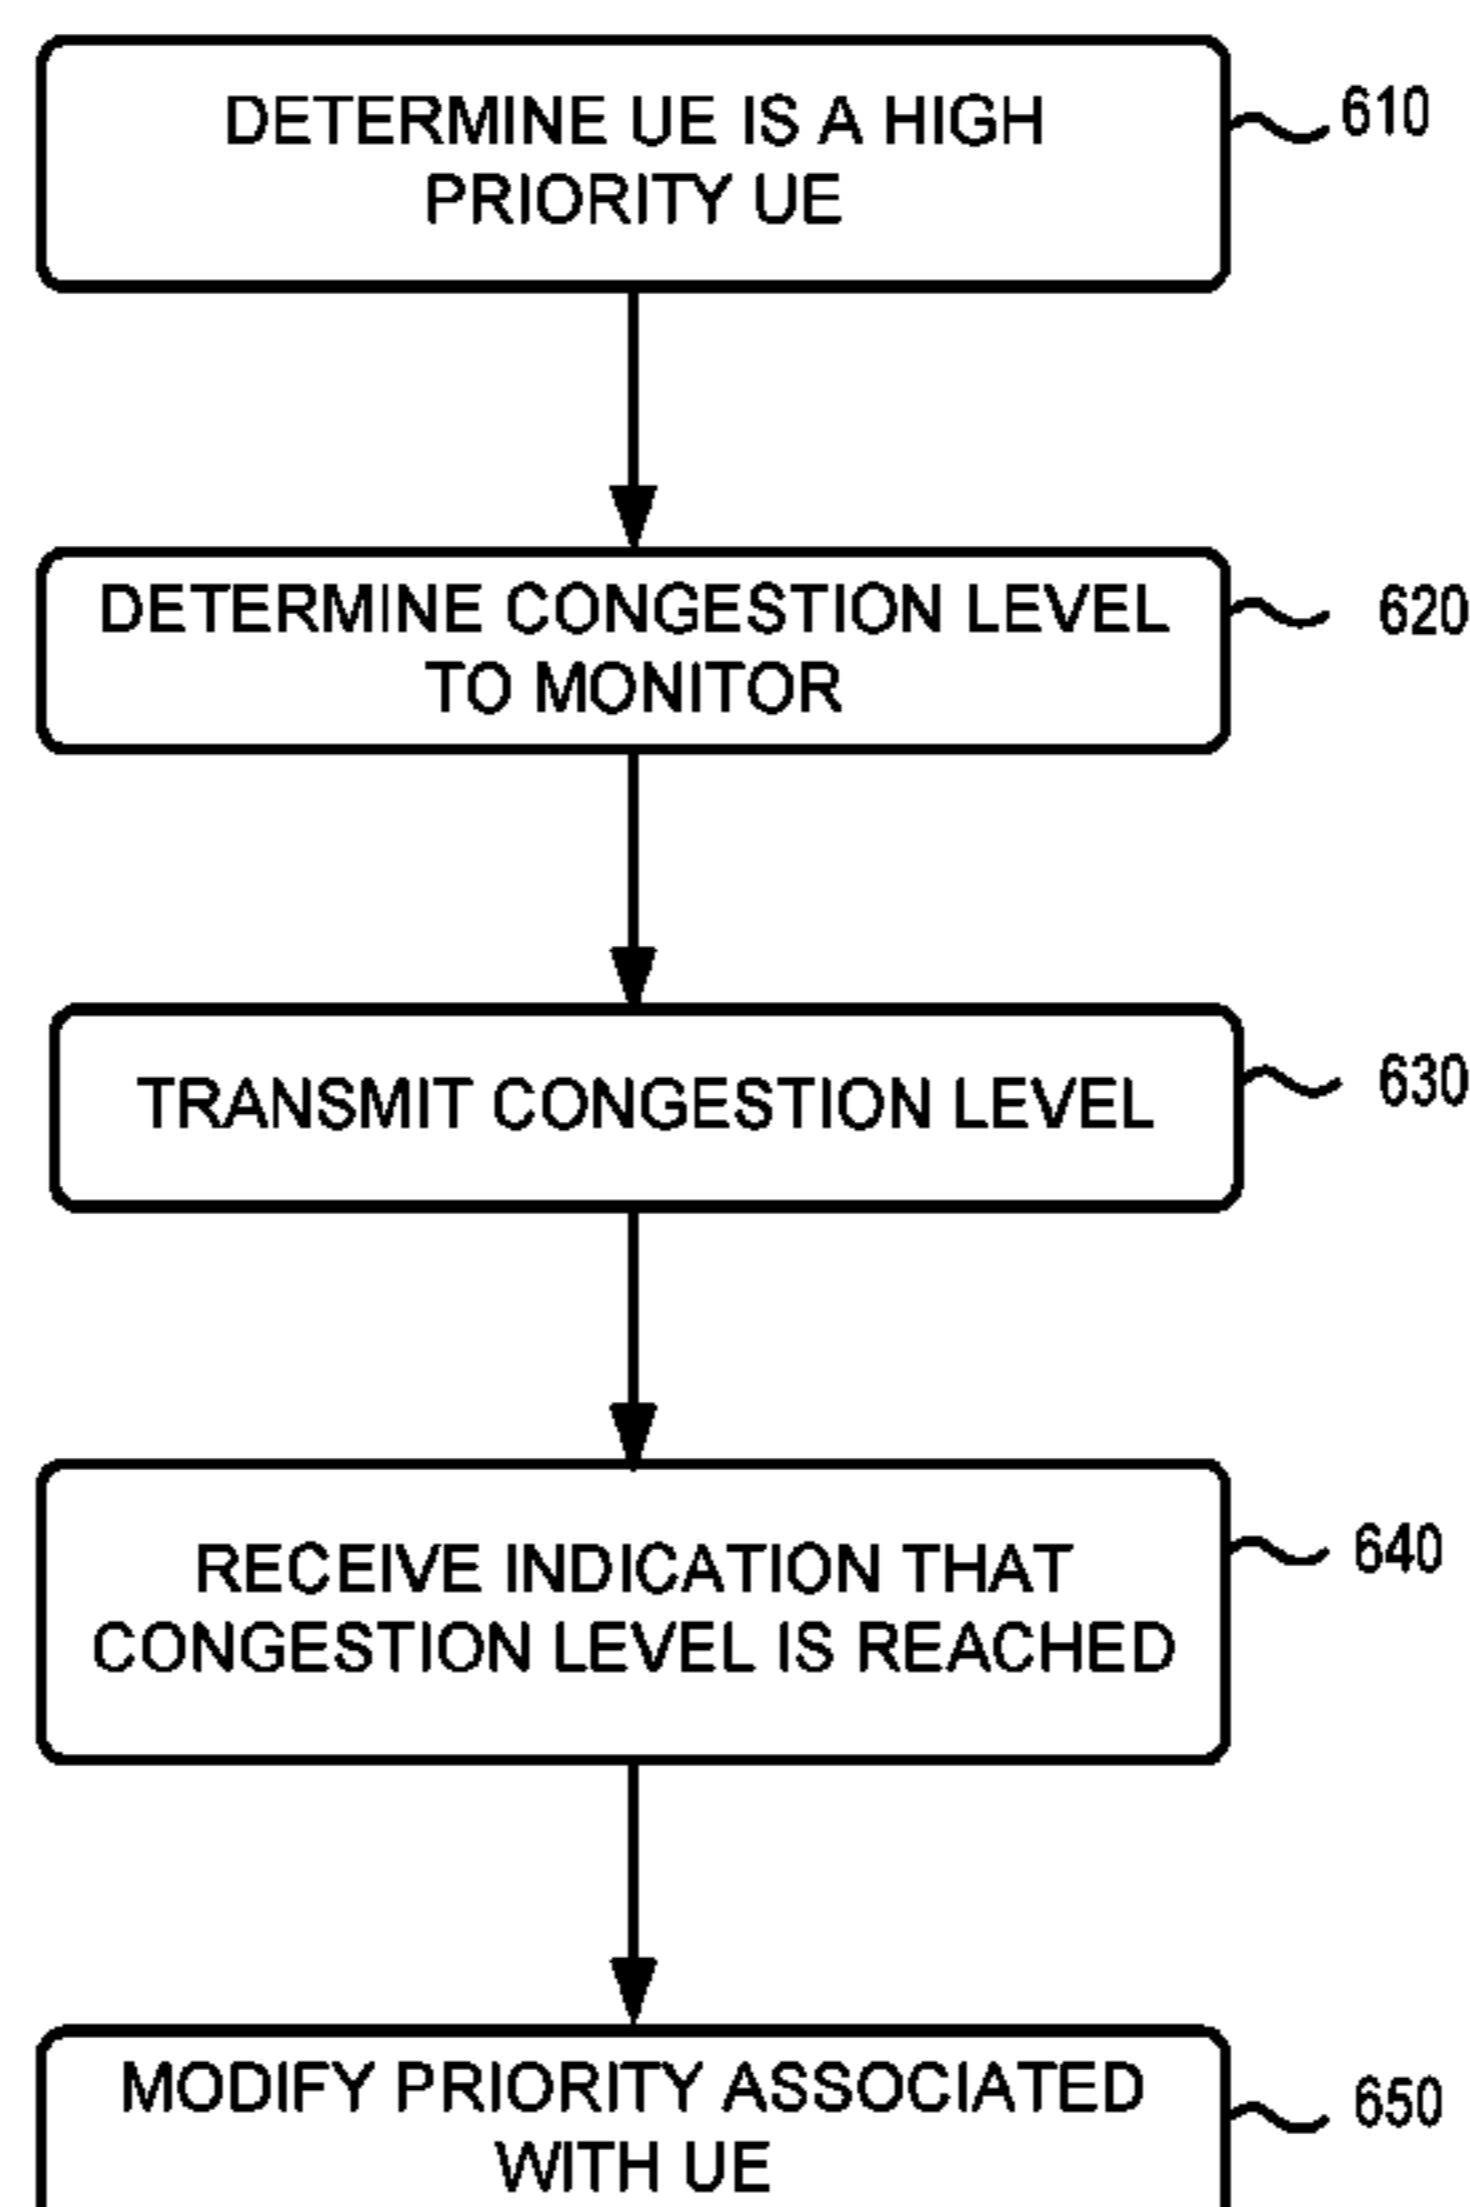 DETERMINE UE IS A HIGH
PRIORITY UE
610
DETERMINE CONGESTION LEVEL
TO MONITOR
620
TRANSMIT CONGESTION LEVEL
630
RECEIVE INDICATION THAT
CONGESTION LEVEL IS REACHED
640
MODIFY PRIORITY ASSOCIATED
WITH UE
650